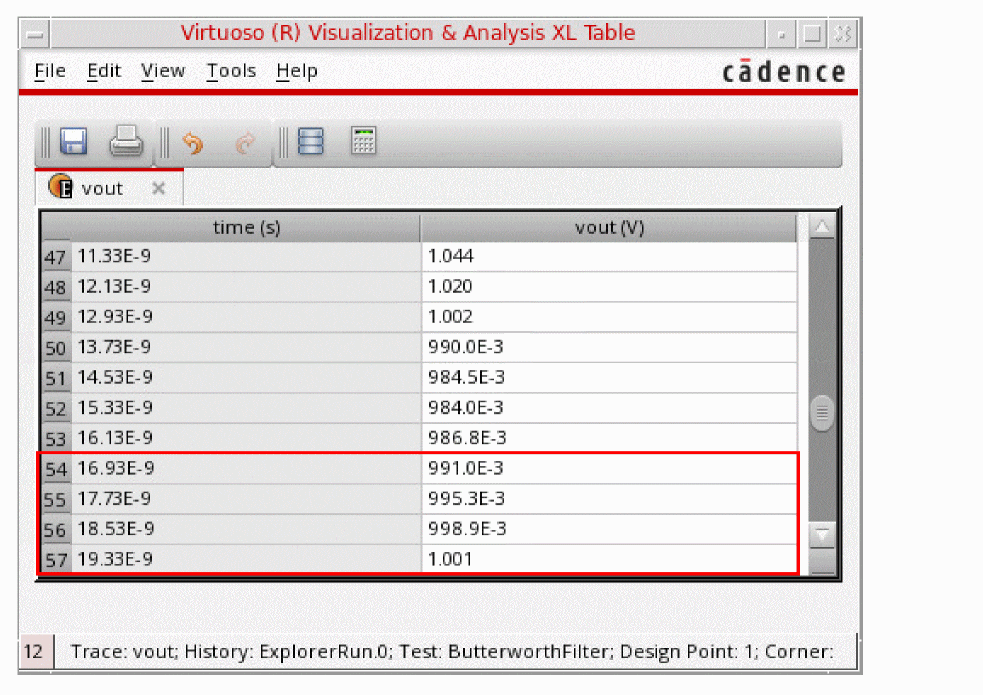 Virtuoso (R) Visualization & Analysis XL Table
File Edit View Tools Help
cādence
vout
time (s) vout (V)
47 11.33E-9 1.044
48 12.13E-9 1.020
49 12.93E-9 1.002
50 13.73E-9 990.0E-3
51 14.53E-9 984.5E-3
52 15.33E-9 984.0E-3
53 16.13E-9 986.8E-3
54 16.93E-9 991.0E-3
55 17.73E-9 995.3E-3
56 18.53E-9 998.9E-3
57 19.33E-9 1.001
12 Trace: vout; History: ExplorerRun.0; Test: ButterworthFilter; Design Point: 1; Corner: